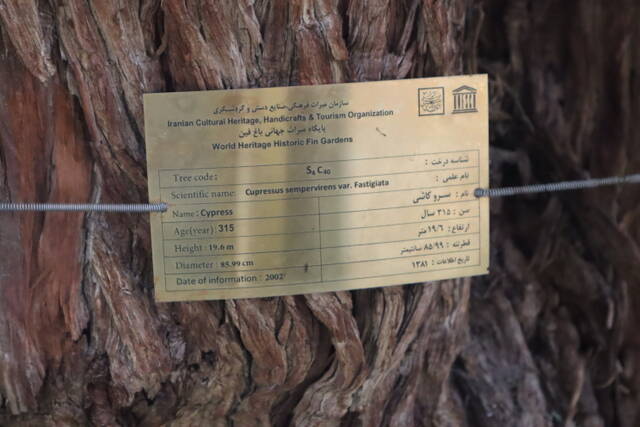 سازمان میراث فرهنگی،صنایع دستی و گردشگری
Iranian Cultural Heritage, Handicrafts & Tourism Organization
پایگاه میراث جهانی باغ فین
World Heritage Historic Fin Gardens
Tree code: S4 C40 شناسه درخت :
Scientific name: Cupressus sempervirens var. Fastigiata نام علمی :
Name: Cypress نام : سرو کاشی
Age(year) : 315 سن : ۳۱۵ سال
Height : 19.6 m ارتفاع : ۱۹/۶ متر
Diameter : 85.99 cm قطرتنه : ۸۵/۹۹ سانتیمتر
Date of information : 2002 تاریخ اطلاعات : ۱۳۸۱